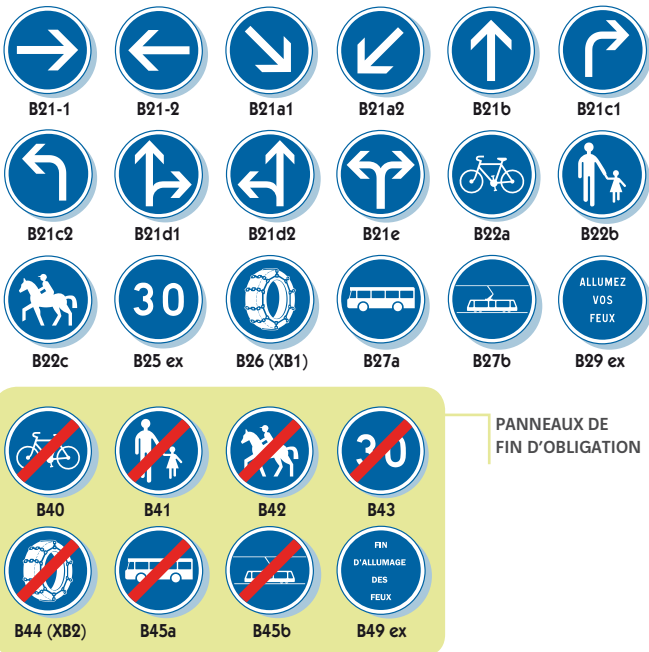 B21-1 B21-2 B21a1 B21a2 B21b B21c1
B21c2 B21d1 B21d2 B21e B22a B22b
30
ALLUMEZ
VOS
FEUX
B22c B25 ex B26 (XB1) B27a B27b B29 ex
PANNEAUX DE
FIN D'OBLIGATION
30
B40 B41 B42 B43
FIN
D'ALLUMAGE
DES
FEUX
B44 (XB2) B45a B45b B49 ex